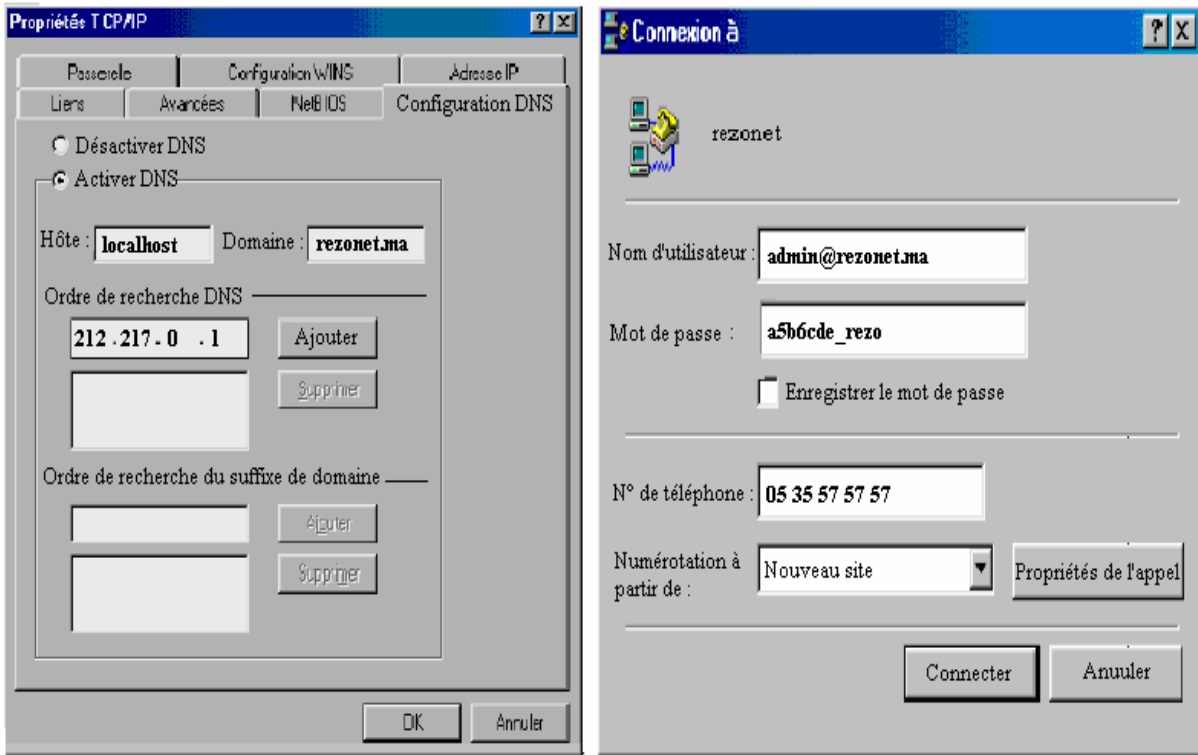 Propriétés TCP/IP
Passerelle Configuration WINS Adresse IP
Liens Avancées NetBIOS Configuration DNS
Désactiver DNS
Activer DNS
Hôte : localhost Domaine : rezonet.ma
Ordre de recherche DNS
212 . 217 . 0 . 1 Ajouter
Supprimer
Ordre de recherche du suffixe de domaine
Ajouter
Supprimer
OK Annuler
Connexion à
rezonet
Nom d'utilisateur : admin@rezonet.ma
Mot de passe : a5b6cde_rezo
Enregistrer le mot de passe
N° de téléphone : 05 35 57 57 57
Numérotation à
partir de :
Nouveau site Propriétés de l'appel
Connecter Anuuler